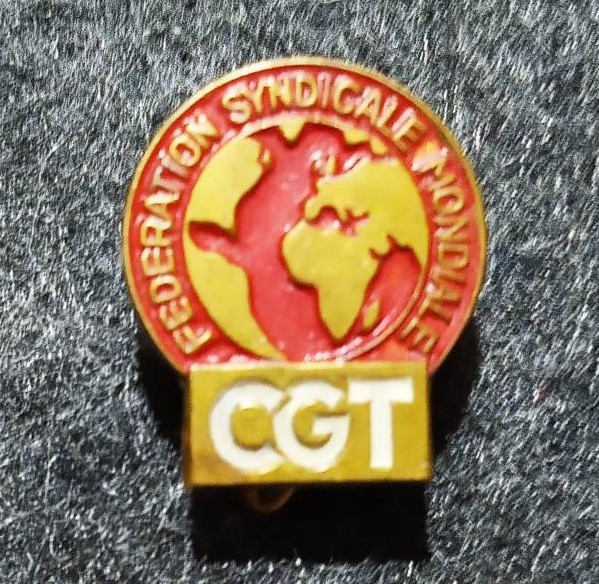 FEDERATION SYNDICALE MONDIALE
CGT